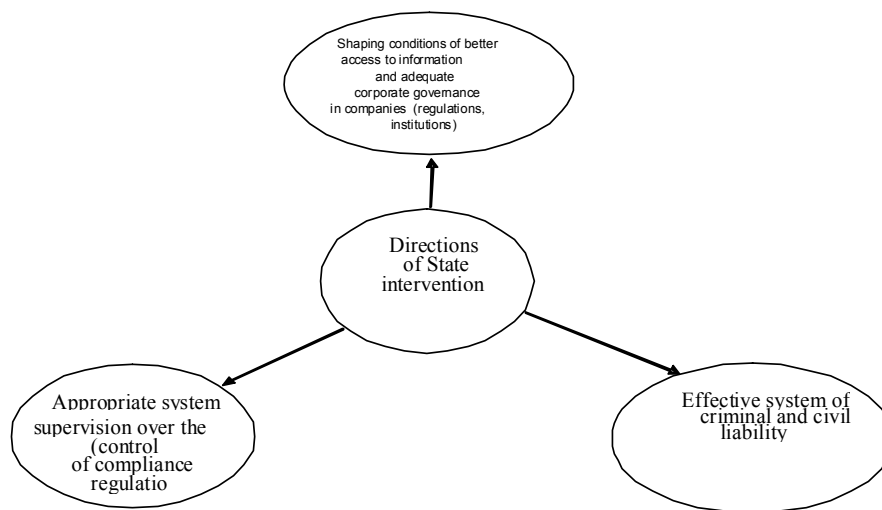 Shaping conditions of better
access to information
and adequate
corporate governance
in companies (regulations,
institutions)
Directions
of State
intervention
Appropriate system
supervision over the
(control
of compliance
regulatio
Effective system of
criminal and civil
liability